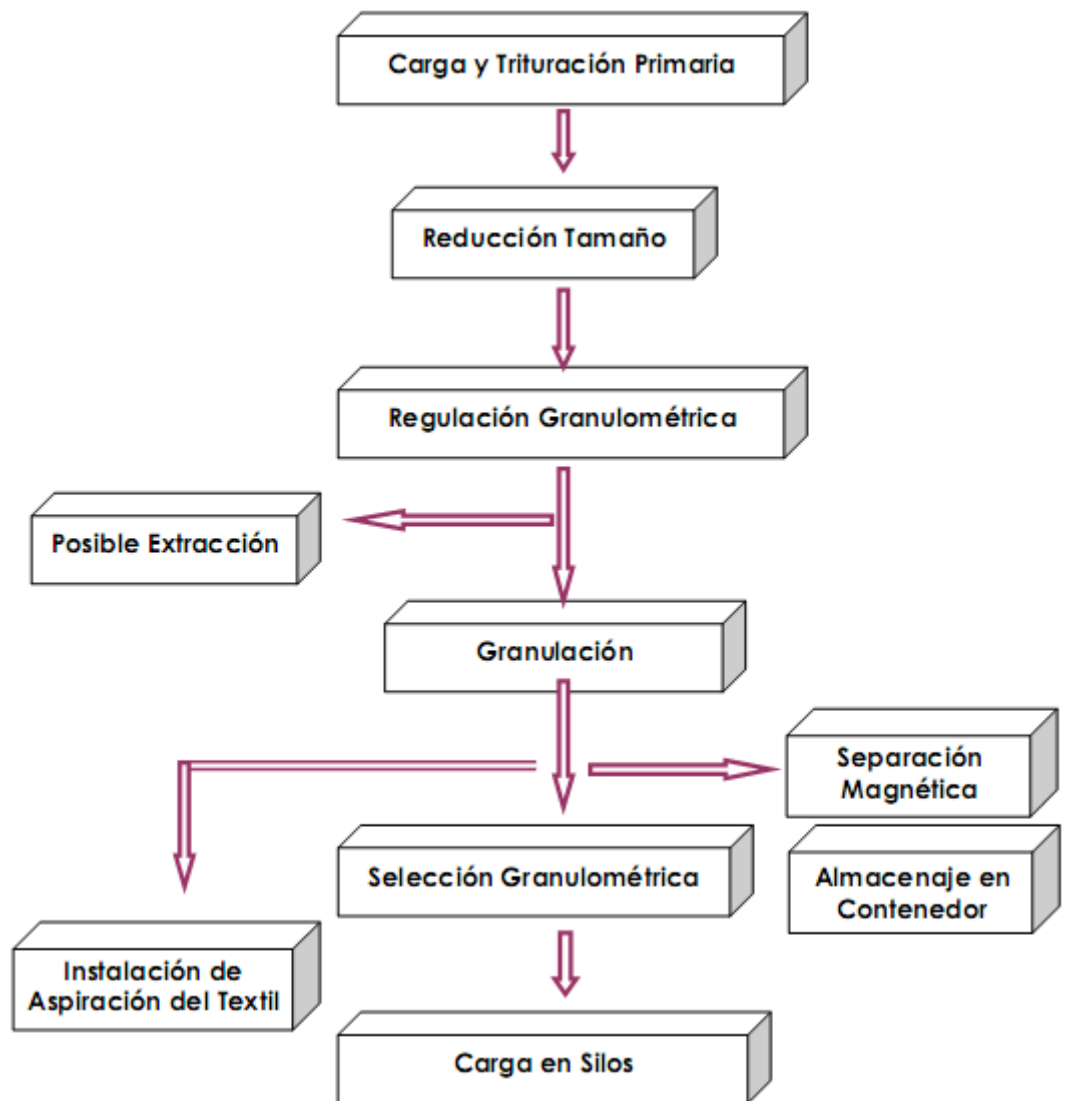 Carga y Trituración Primaria
Reducción Tamaño
Regulación Granulométrica
Posible Extracción
Granulación
Separación
Magnética
Selección Granulométrica
Almacenaje en
Contenedor
Instalación de
Aspiración del Textil
Carga en Silos